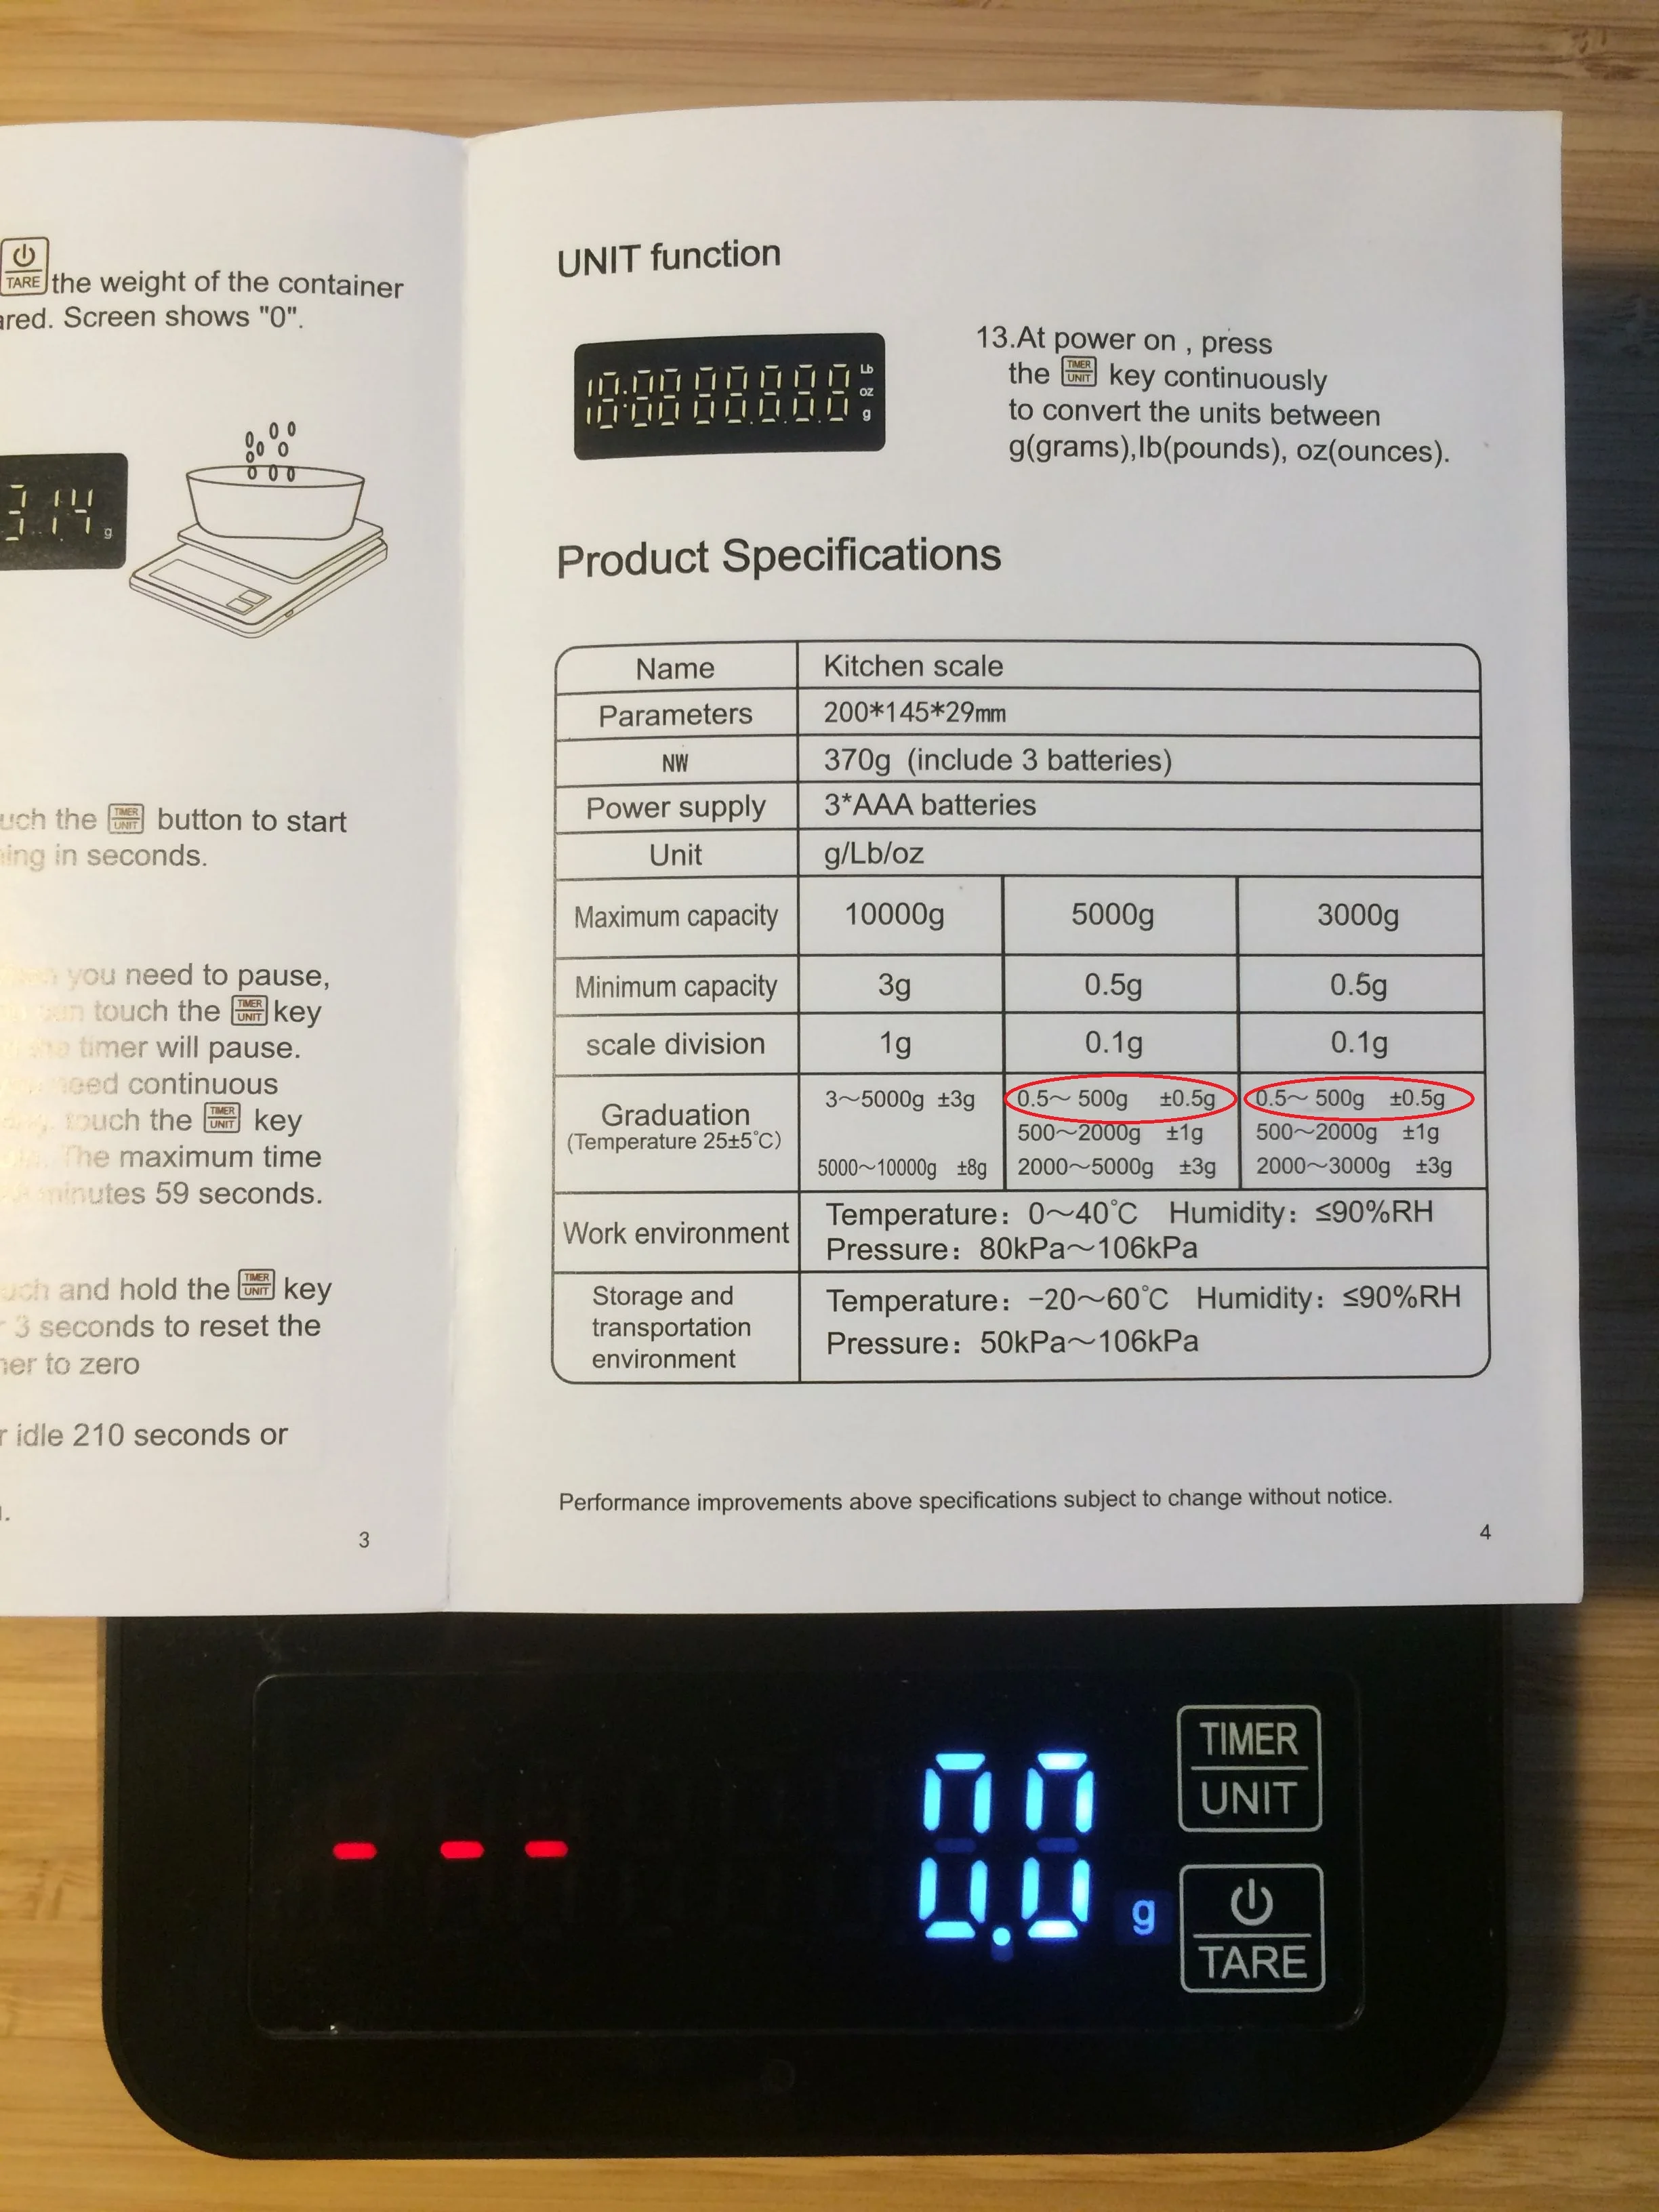 TARE the weight of the container
ared. Screen shows "0".
314 g
uch the TIMER UNIT button to start
ing in seconds.
you need to pause,
touch the TIMER UNIT key
timer will pause.
need continuous
touch the TIMER UNIT key
The maximum time
minutes 59 seconds.
uch and hold the TIMER UNIT key
3 seconds to reset the
er to zero
r idle 210 seconds or
3
UNIT function
Lb
oz
g
13.At power on , press
the TIMER UNIT key continuously
to convert the units between
g(grams),lb(pounds), oz(ounces).
Product Specifications
Name Kitchen scale
Parameters 200*145*29mm
NW 370g (include 3 batteries)
Power supply 3*AAA batteries
Unit g/Lb/oz
Maximum capacity 10000g 5000g 3000g
Minimum capacity 3g 0.5g 0.5g
scale division 1g 0.1g 0.1g
Graduation
(Temperature 25±5°C)
3～5000g ±3g 0.5～ 500g ±0.5g 0.5～ 500g ±0.5g
500～2000g ±1g 500～2000g ±1g
5000～10000g ±8g 2000～5000g ±3g 2000～3000g ±3g
Work environment
Temperature: 0～40°C Humidity: ≤90%RH
Pressure: 80kPa～106kPa
Storage and
transportation
environment
Temperature: -20～60°C Humidity: ≤90%RH
Pressure: 50kPa～106kPa
Performance improvements above specifications subject to change without notice.
4
--- 0.0 g
TIMER
UNIT
TARE